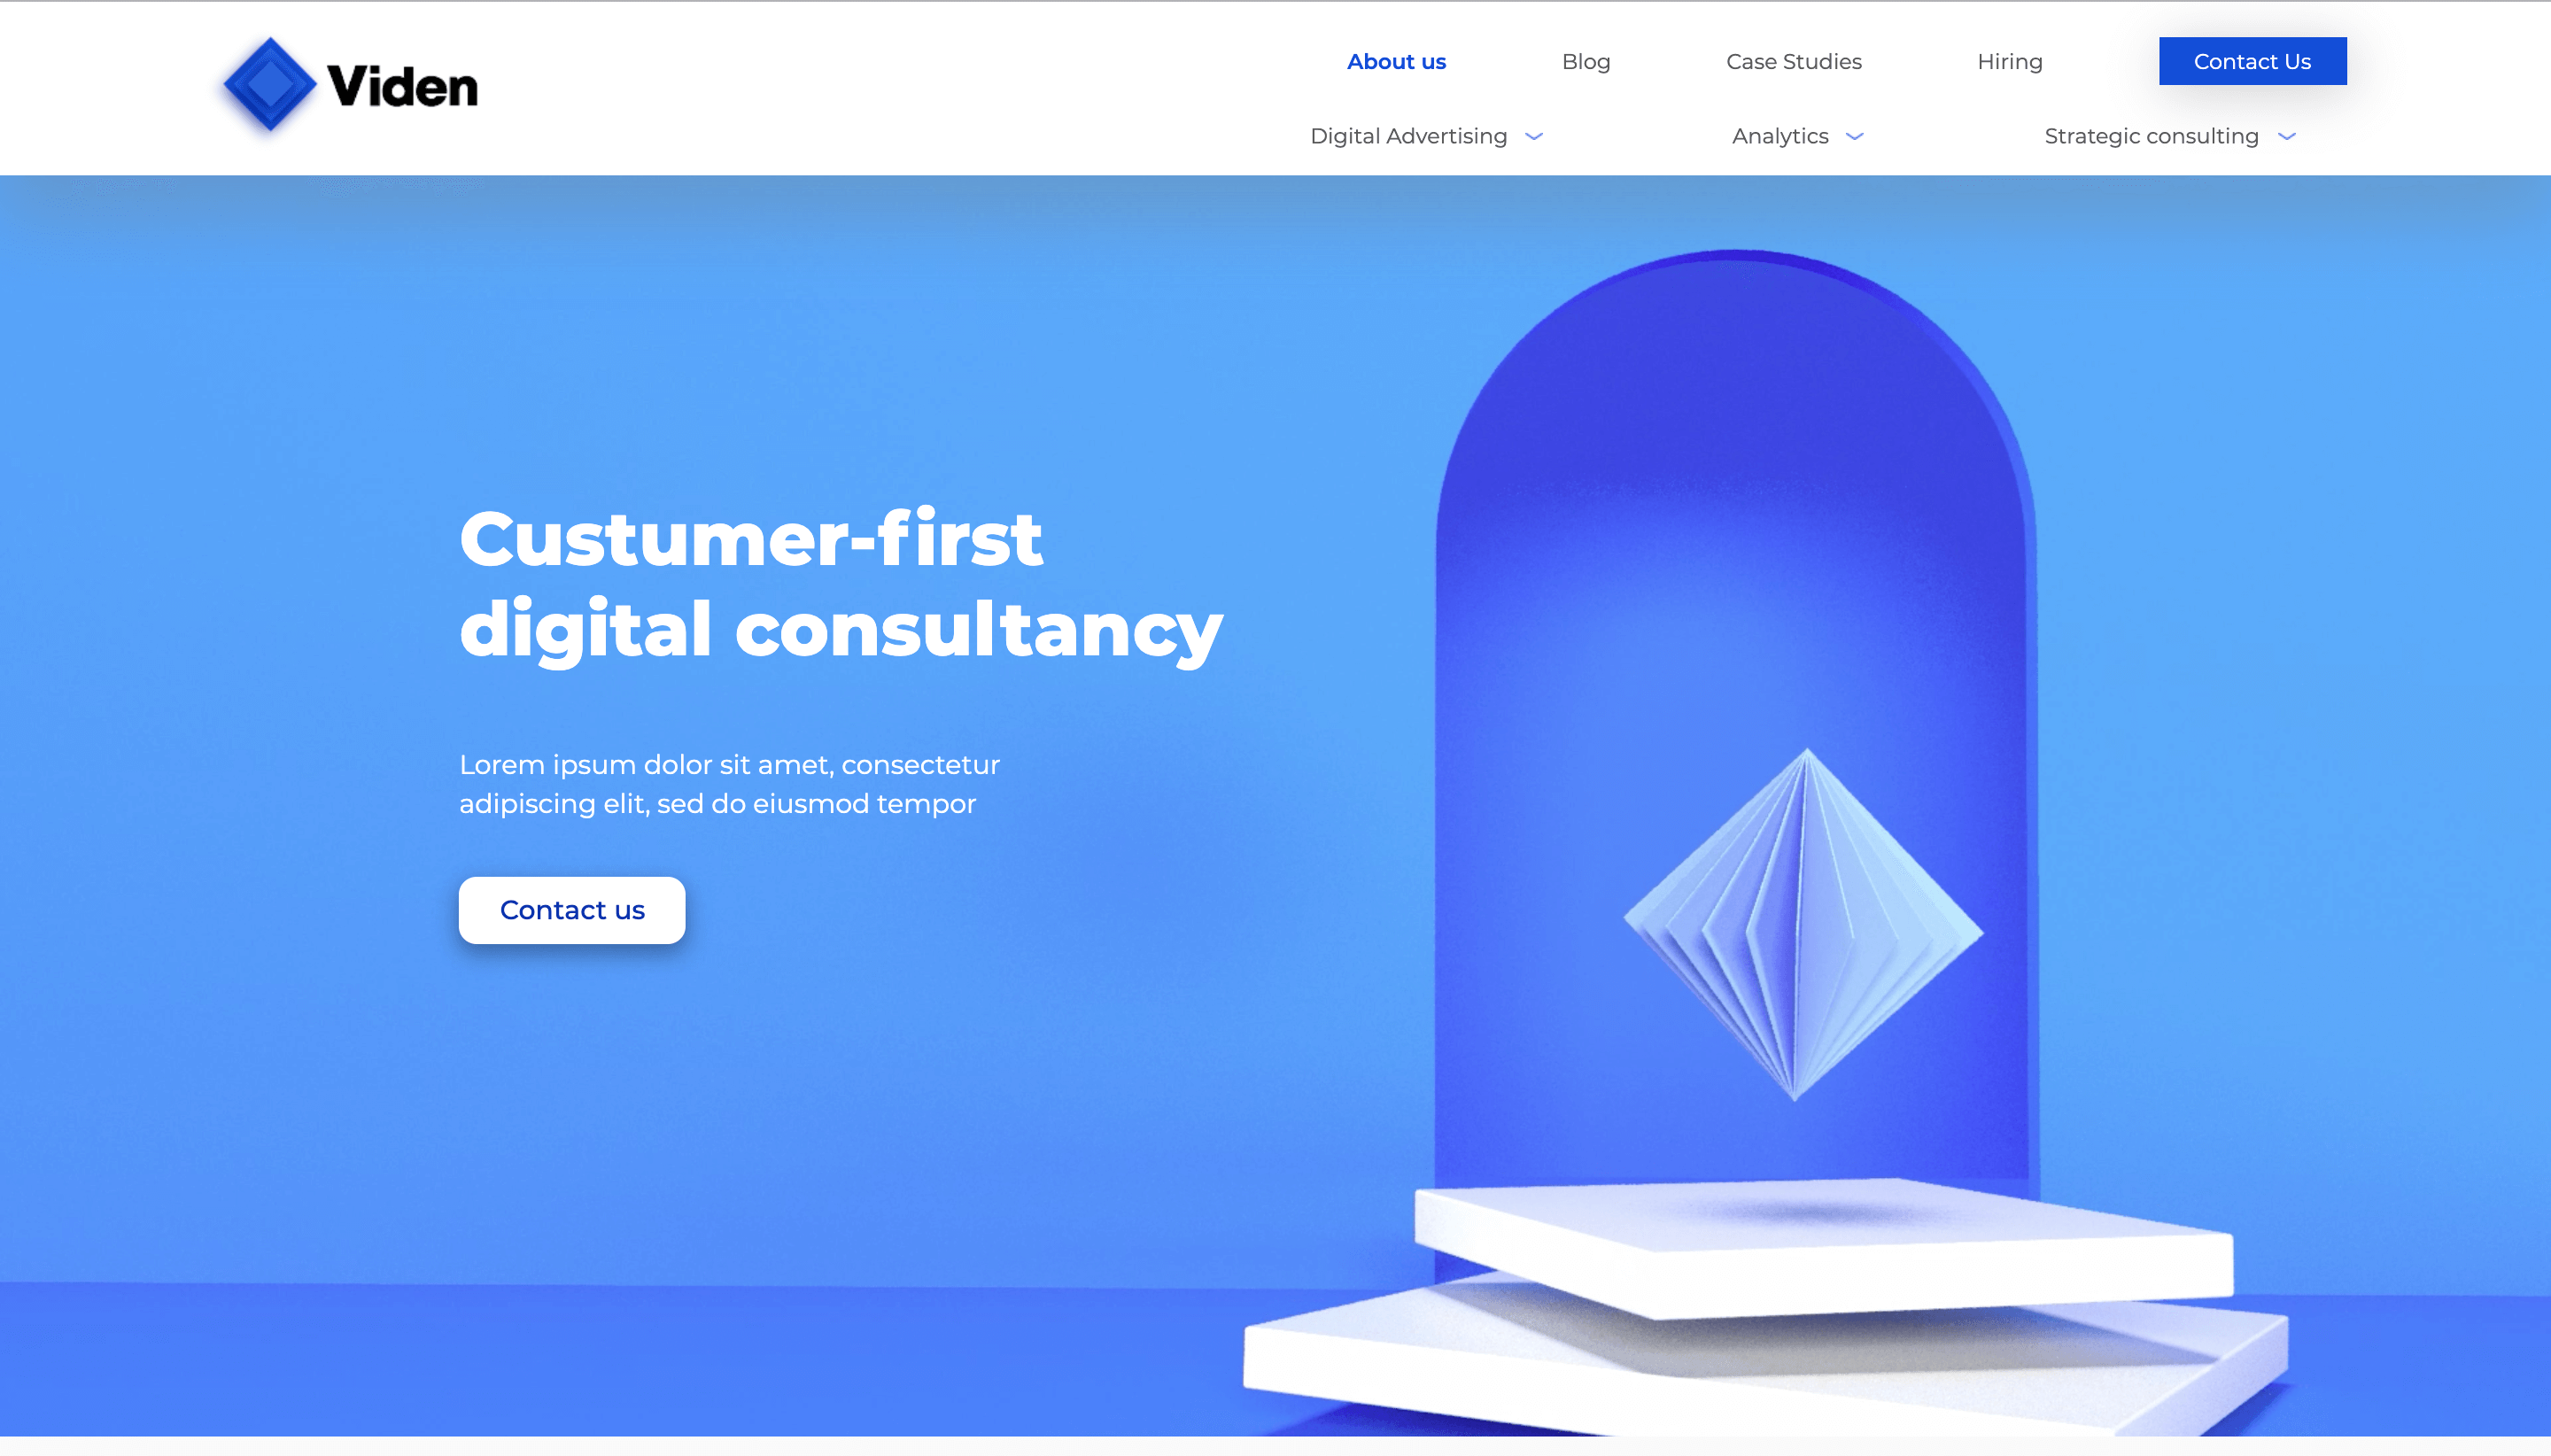 Viden
About us
Blog
Case Studies
Hiring
Contact Us
Digital Advertising
Analytics
Strategic consulting
Custumer-first
digital consultancy
Lorem ipsum dolor sit amet, consectetur
adipiscing elit, sed do eiusmod tempor
Contact us